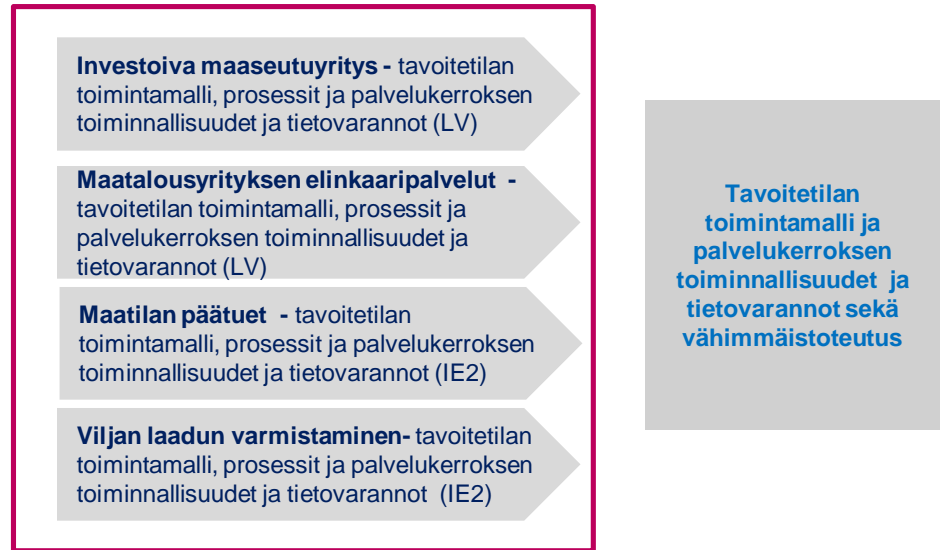 Investoiva maaseutuyritys - tavoitetilan
toimintamalli, prosessit ja palvelukerroksen
toiminnallisuudet ja tietovarannot (LV)
Maatalousyrityksen elinkaaripalvelut -
tavoitetilan toimintamalli, prosessit ja
palvelukerroksen toiminnallisuudet ja
tietovarannot (LV)
Maatilan päätuet - tavoitetilan
toimintamalli, prosessit ja palvelukerroksen
toiminnallisuudet ja tietovarannot (IE2)
Viljan laadun varmistaminen- tavoitetilan
toimintamalli, prosessit ja palvelukerroksen
toiminnallisuudet ja tietovarannot (IE2)
Tavoitetilan
toimintamalli ja
palvelukerroksen
toiminnallisuudet ja
tietovarannot sekä
vähimmäistoteutus